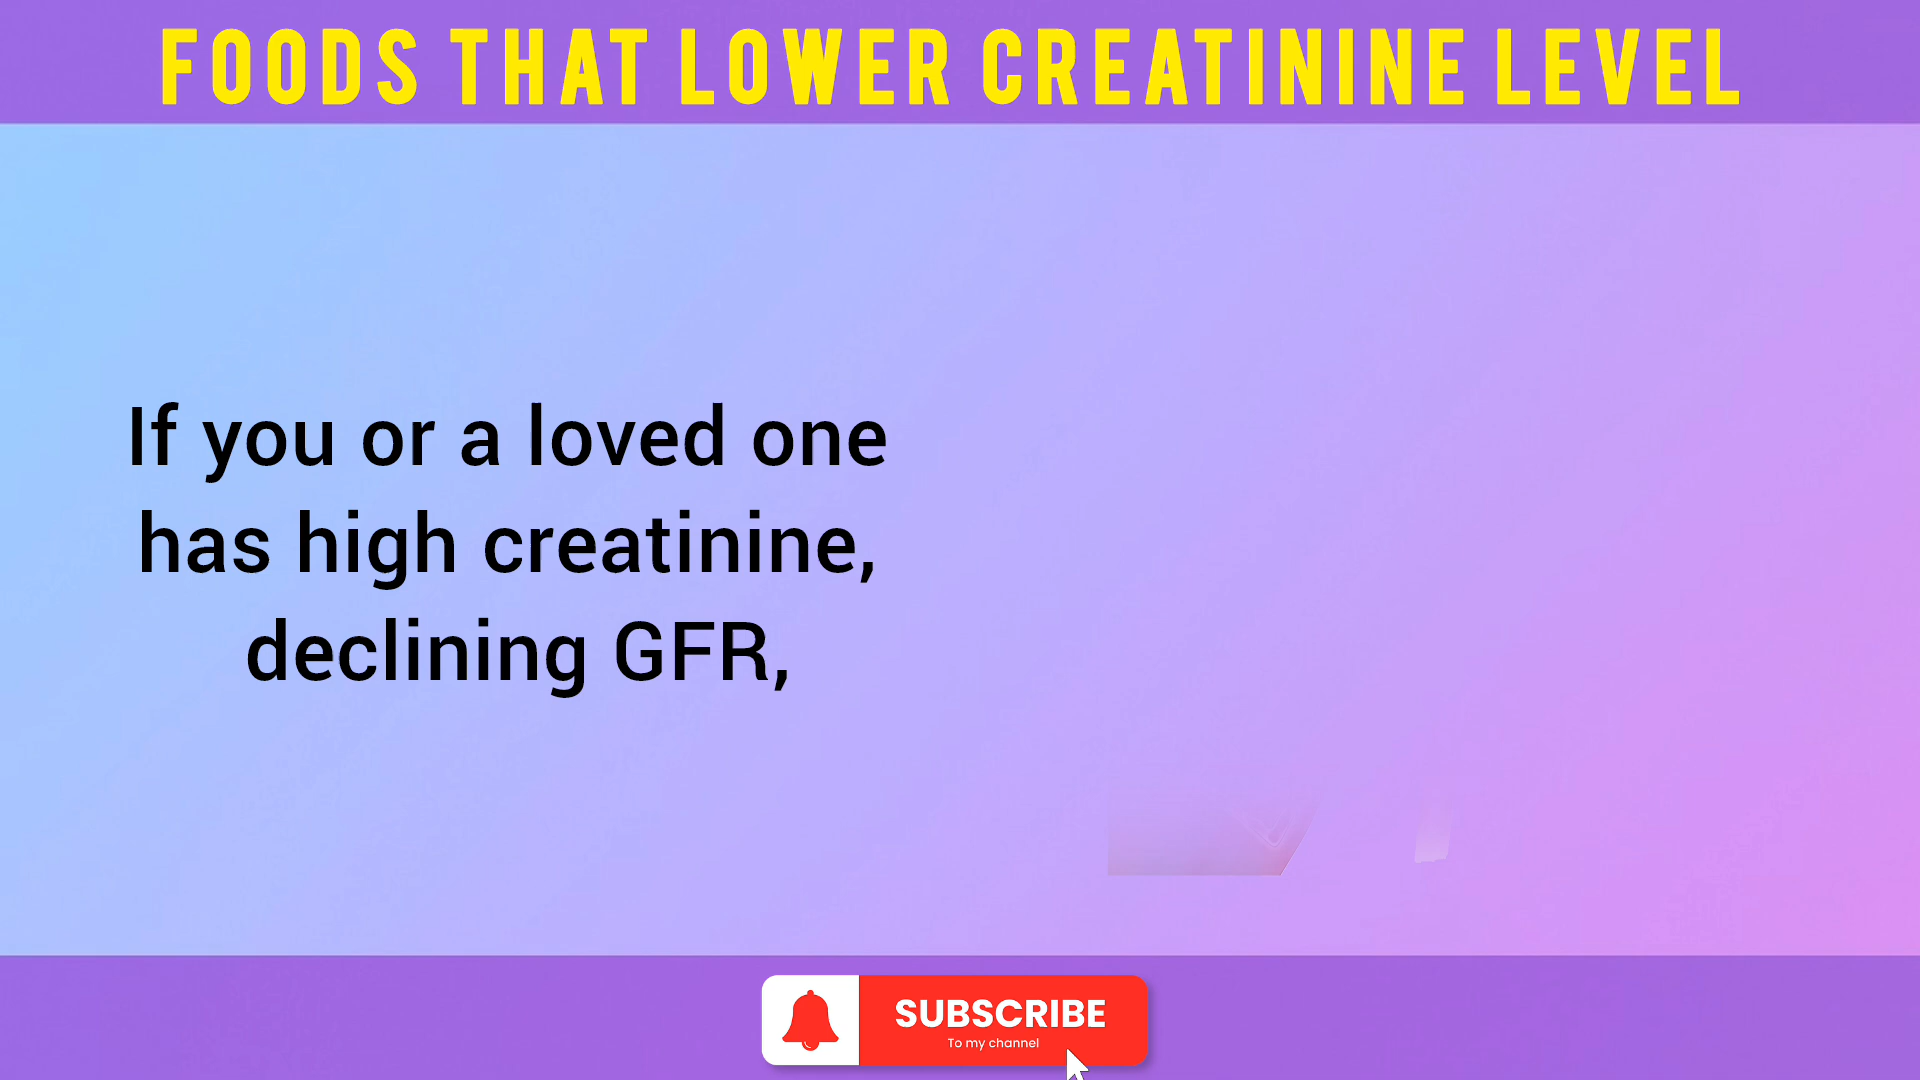 FOODS THAT LOWER CREATININE LEVEL
If you or a loved one
has high creatinine,
declining GFR,
SUBSCRIBE
To my channel